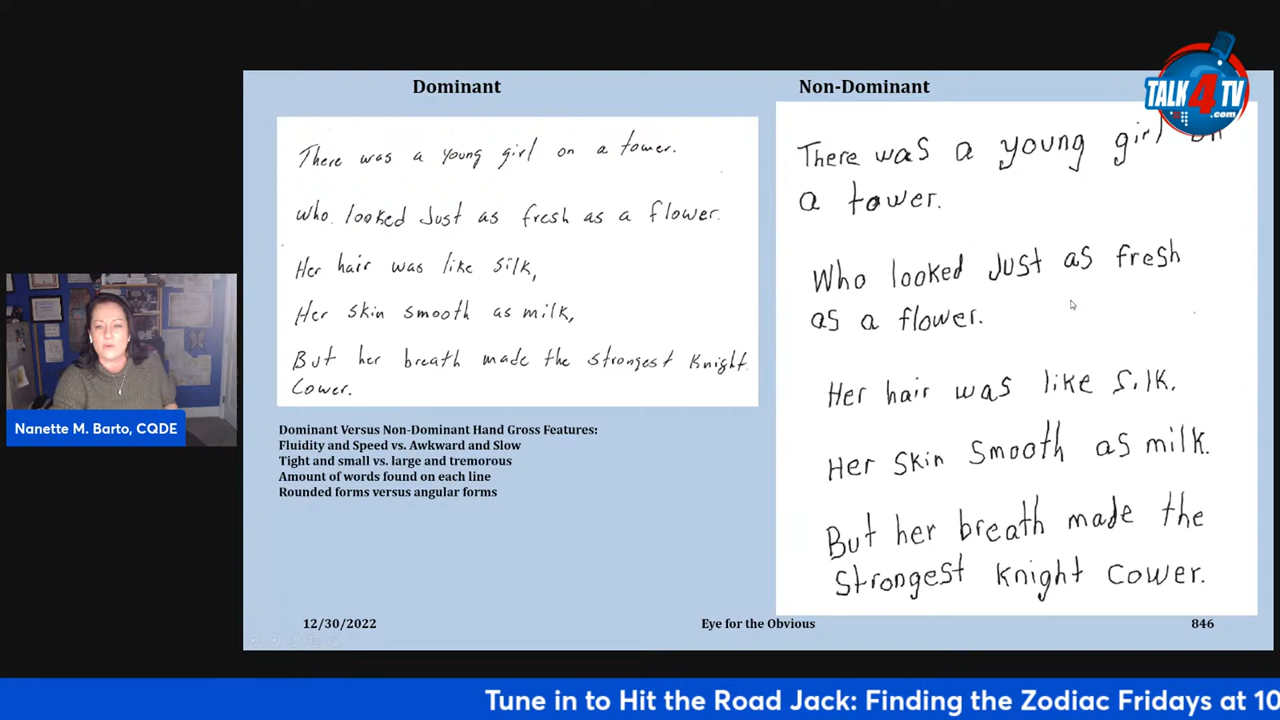 Dominant
Non-Dominant
TALK 4 TV
.com
There was a young girl on a tower.
Who looked Just as fresh as a flower.
Her hair was like silk,
Her skin smooth as milk,
But her breath made the strongest Knight
Cower.
Dominant Versus Non-Dominant Hand Gross Features:
Fluidity and Speed vs. Awkward and Slow
Tight and small vs. large and tremorous
Amount of words found on each line
Rounded forms versus angular forms
There was a young girl on
a tower.
Who looked Just as fresh
as a flower.
Her hair was like silk.
Her skin smooth as milk.
But her breath made the
strongest Knight Cower.
Nanette M. Barto, CQDE
12/30/2022
Eye for the Obvious
846
Tune in to Hit the Road Jack: Finding the Zodiac Fridays at 10